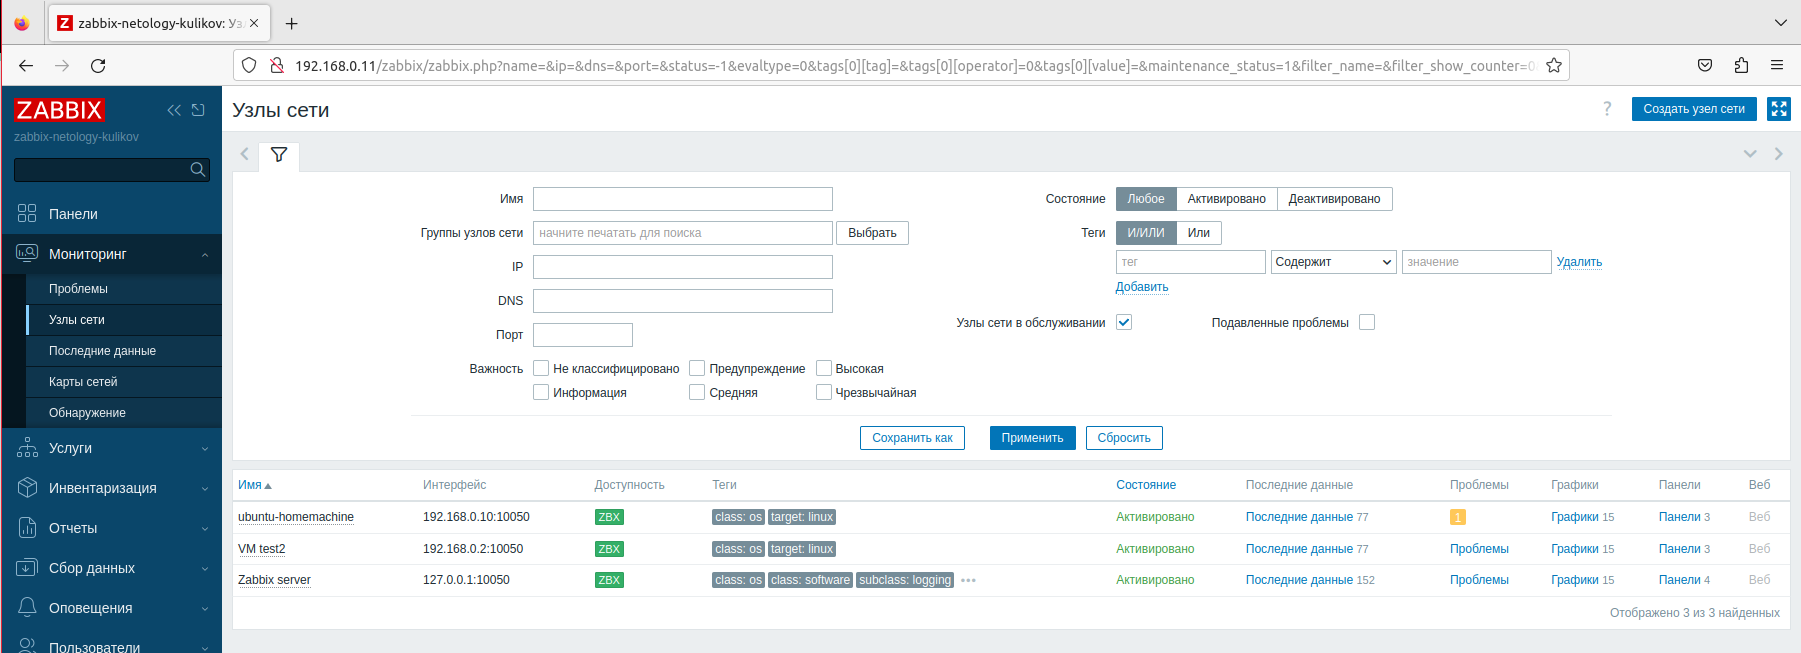 zabbix-netology-kulikov: Уз
192.168.0.11/zabbix/zabbix.php?name=&ip=&dns=&port=&status=-1&evaltype=0&tags[0][tag]=&tags[0][operator]=0&tags[0][value]=&maintenance_status=1&filter_name=&filter_show_counter=0
ZABBIX
zabbix-netology-kulikov
Панели
Мониторинг
Проблемы
Узлы сети
Последние данные
Карты сетей
Обнаружение
Услуги
Инвентаризация
Отчеты
Сбор данных
Оповещения
Пользователи
Узлы сети
? Создать узел сети
Имя
Группы узлов сети начните печатать для поиска Выбрать
IP
DNS
Порт
Важность Не классифицировано Предупреждение Высокая
Информация Средняя Чрезвычайная
Состояние Любое Активировано Деактивировано
Теги И/ИЛИ Или
тег Содержит значение Удалить
Добавить
Узлы сети в обслуживании Подавленные проблемы
Сохранить как Применить Сбросить
Имя Интерфейс Доступность Теги Состояние Последние данные Проблемы Графики Панели Веб
ubuntu-homemachine 192.168.0.10:10050 ZBX class: os target: linux Активировано Последние данные 77 1 Графики 15 Панели 3 Веб
VM test2 192.168.0.2:10050 ZBX class: os target: linux Активировано Последние данные 77 Проблемы Графики 15 Панели 3 Веб
Zabbix server 127.0.0.1:10050 ZBX class: os class: software subclass: logging Активировано Последние данные 152 Проблемы Графики 15 Панели 4 Веб
Отображено 3 из 3 найденных